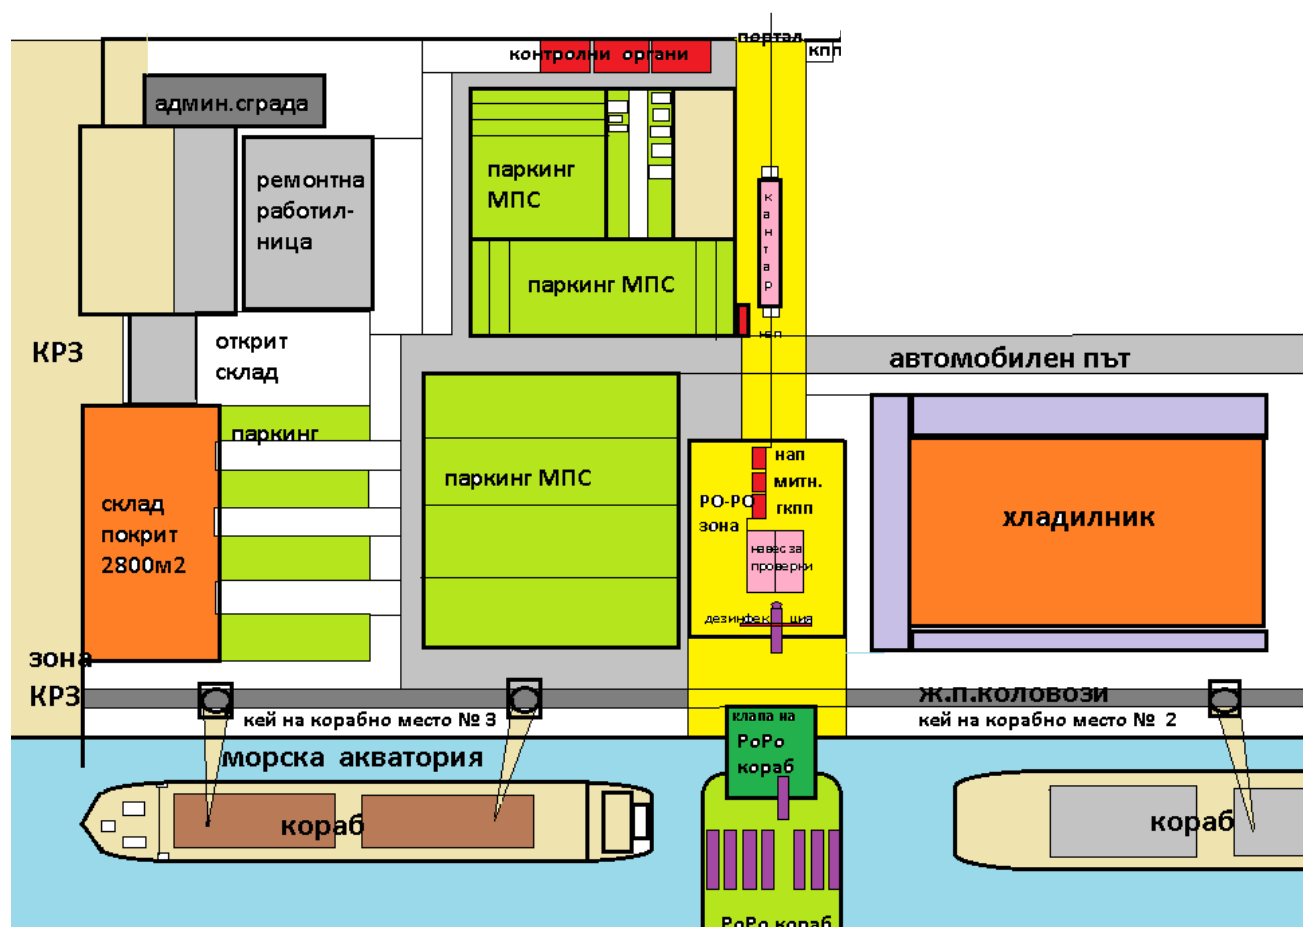 портал
контролни органи
кпп
админ.сграда
паркинг
МПС
ремонтна
работил-
ница
кантар
паркинг МПС
КРЗ
открит
склад
автомобилен път
паркинг
паркинг МПС
нап
митн.
гкпп
РО-РО
зона
склад
покрит
2800м2
хладилник
навес за
проверки
дезинфекция
зона
КРЗ
ж.п.коловози
кей на корабно место № 3
клапа на
РоРо
кораб
кей на корабно место № 2
морска акватория
кораб
кораб
РоРо кораб